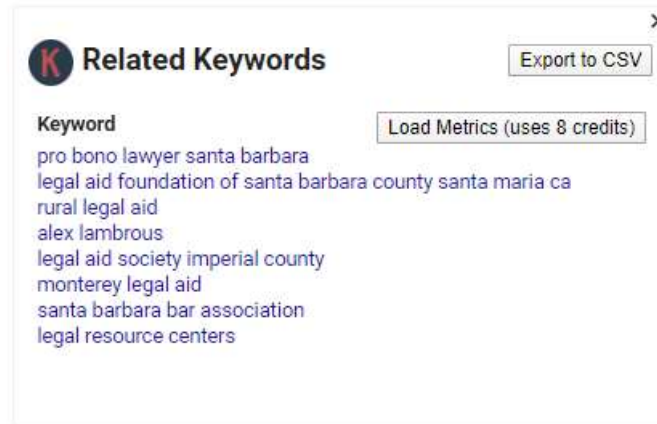 K Related Keywords
Export to CSV
Keyword
Load Metrics (uses 8 credits)
pro bono lawyer santa barbara
legal aid foundation of santa barbara county santa maria ca
rural legal aid
alex lambrous
legal aid society imperial county
monterey legal aid
santa barbara bar association
legal resource centers